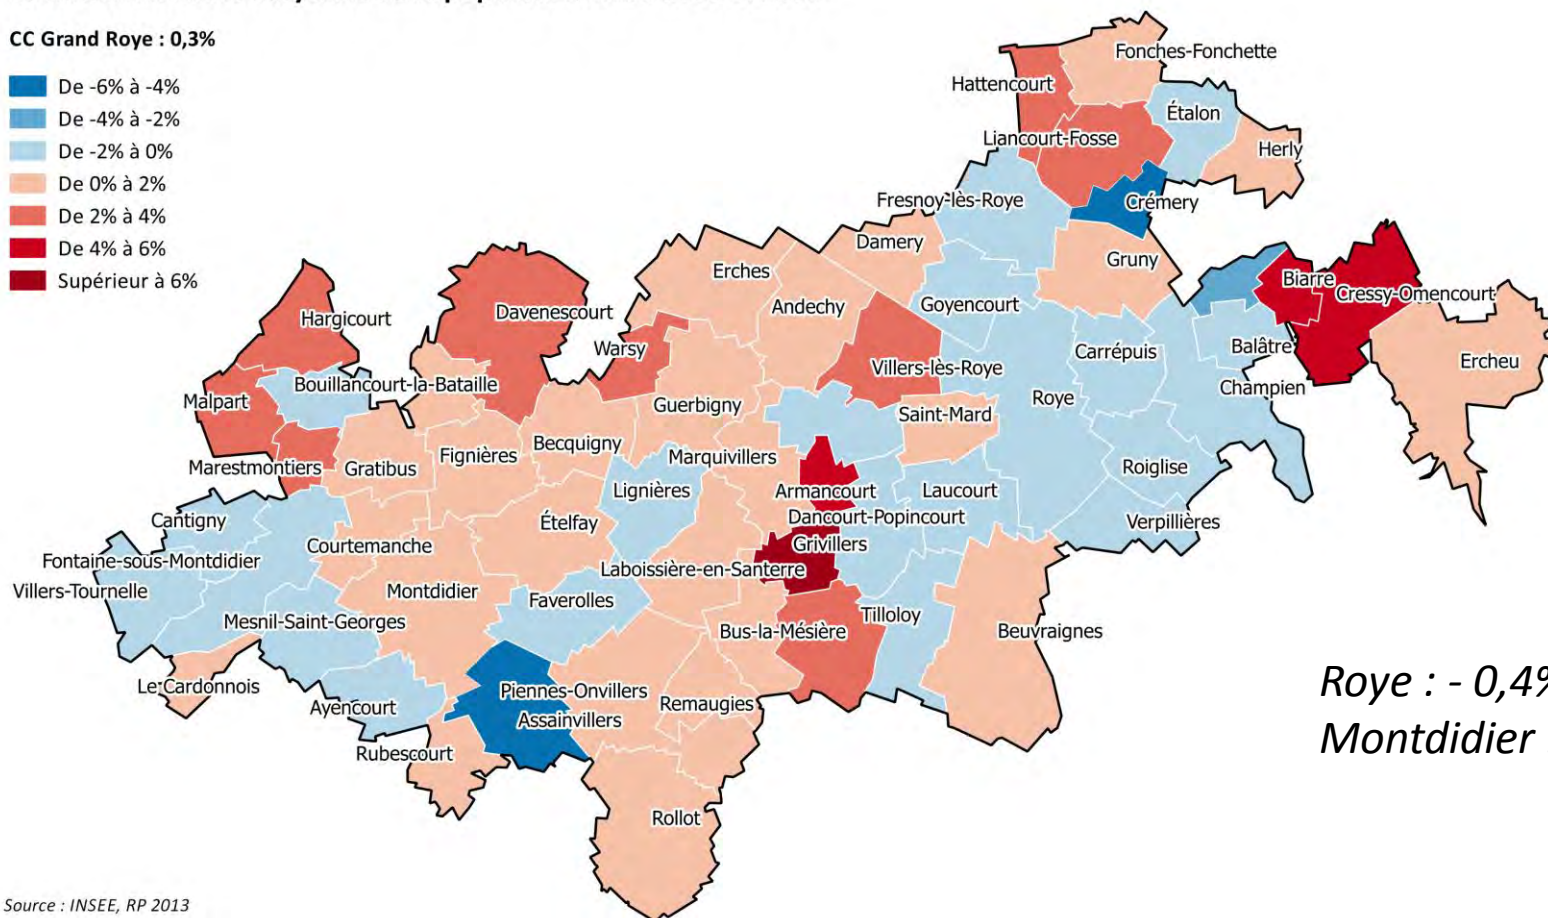 CC Grand Roye : 0,3%
De -6% à -4%
De -4% à -2%
De -2% à 0%
De 0% à 2%
De 2% à 4%
De 4% à 6%
Supérieur à 6%
Fonches-Fonchette
Hattencourt
Étalon
Liancourt-Fosse
Herly
Fresnoy-lès-Roye
Crémery
Damery
Gruny
Erches
Biarre
Cressy-Omencourt
Andechy
Goyencourt
Davenescourt
Hargicourt
Warsy
Balâtre
Carrépuis
Ercheu
Villers-lès-Roye
Bouillancourt-la-Bataille
Champien
Malpart
Roye
Guerbigny
Saint-Mard
Becquigny
Fignières
Marquivillers
Marestmontiers
Gratibus
Roiglise
Lignières
Armancourt
Laucourt
Cantigny
Ételfay
Dancourt-Popincourt
Verpillières
Courtemanche
Grivillers
Fontaine-sous-Montdidier
Laboissière-en-Santerre
Villers-Tournelle
Montdidier
Faverolles
Tilloloy
Mesnil-Saint-Georges
Bus-la-Mésière
Beuvraignes
Le Cardonnois
Piennes-Onvillers
Remaugies
Ayencourt
Assainvillers
Rubescourt
Rollot
Roye : - 0,4%
Montdidier
Source : INSEE, RP 2013